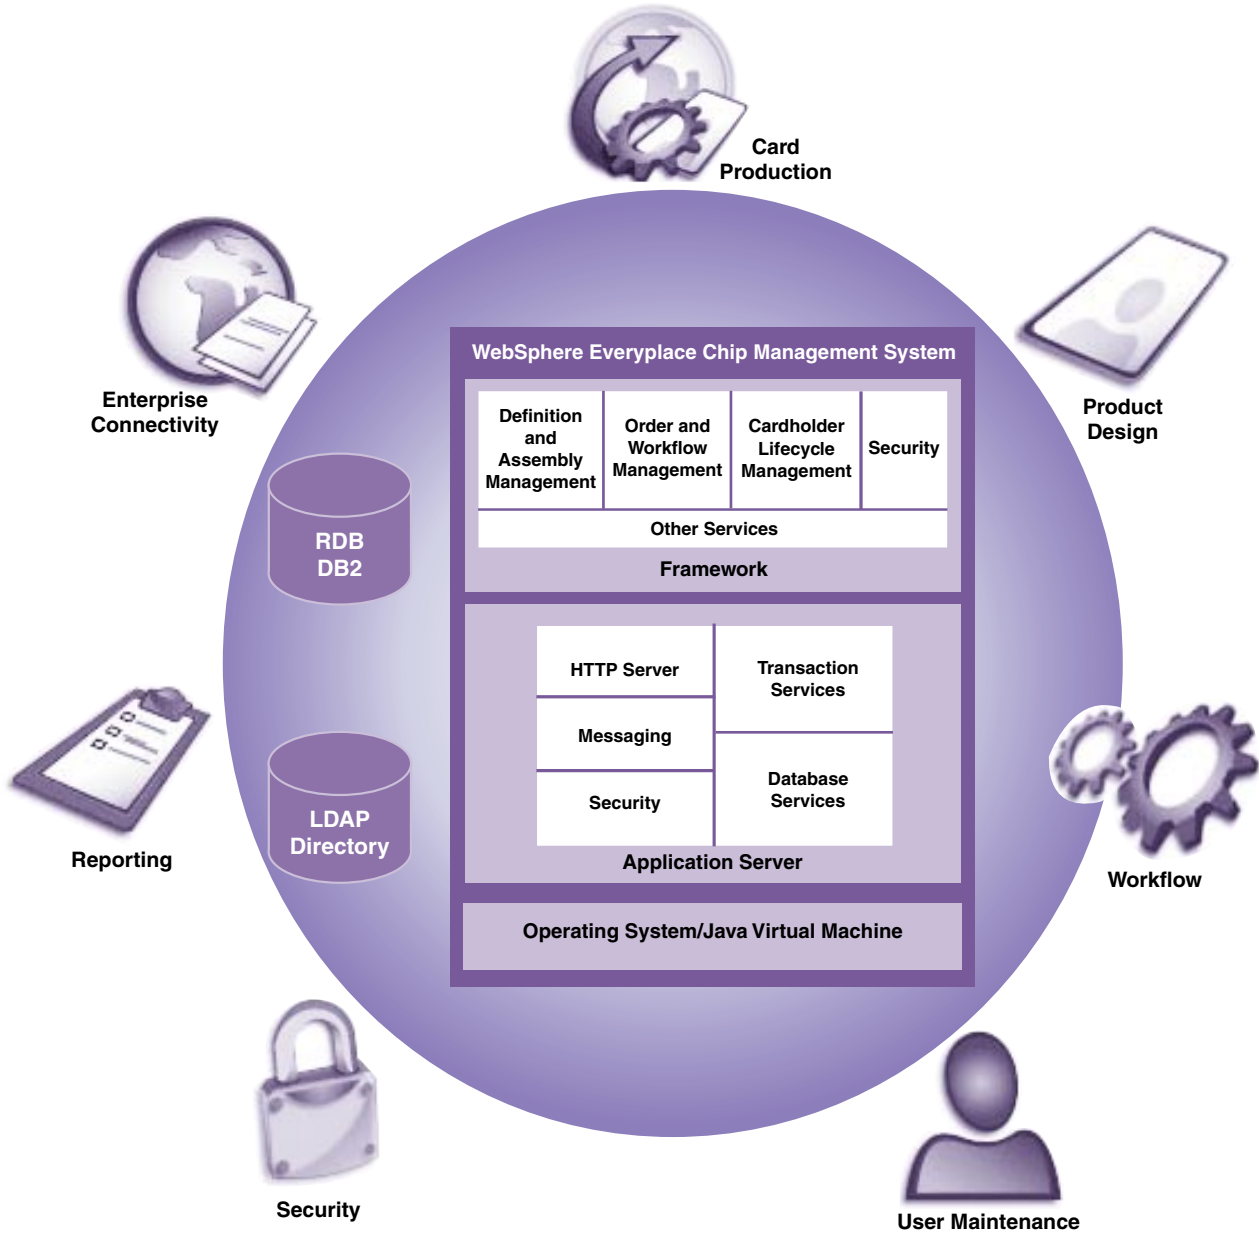 Card
Production
Enterprise
Connectivity
Product
Design
WebSphere Everyplace Chip Management System
Definition
and
Assembly
Management
Order and
Workflow
Management
Cardholder
Lifecycle
Management
Security
Other Services
Framework
RDB
DB2
HTTP Server
Messaging
Security
Transaction
Services
Database
Services
Application Server
LDAP
Directory
Operating System/Java Virtual Machine
Reporting
Workflow
Security
User Maintenance